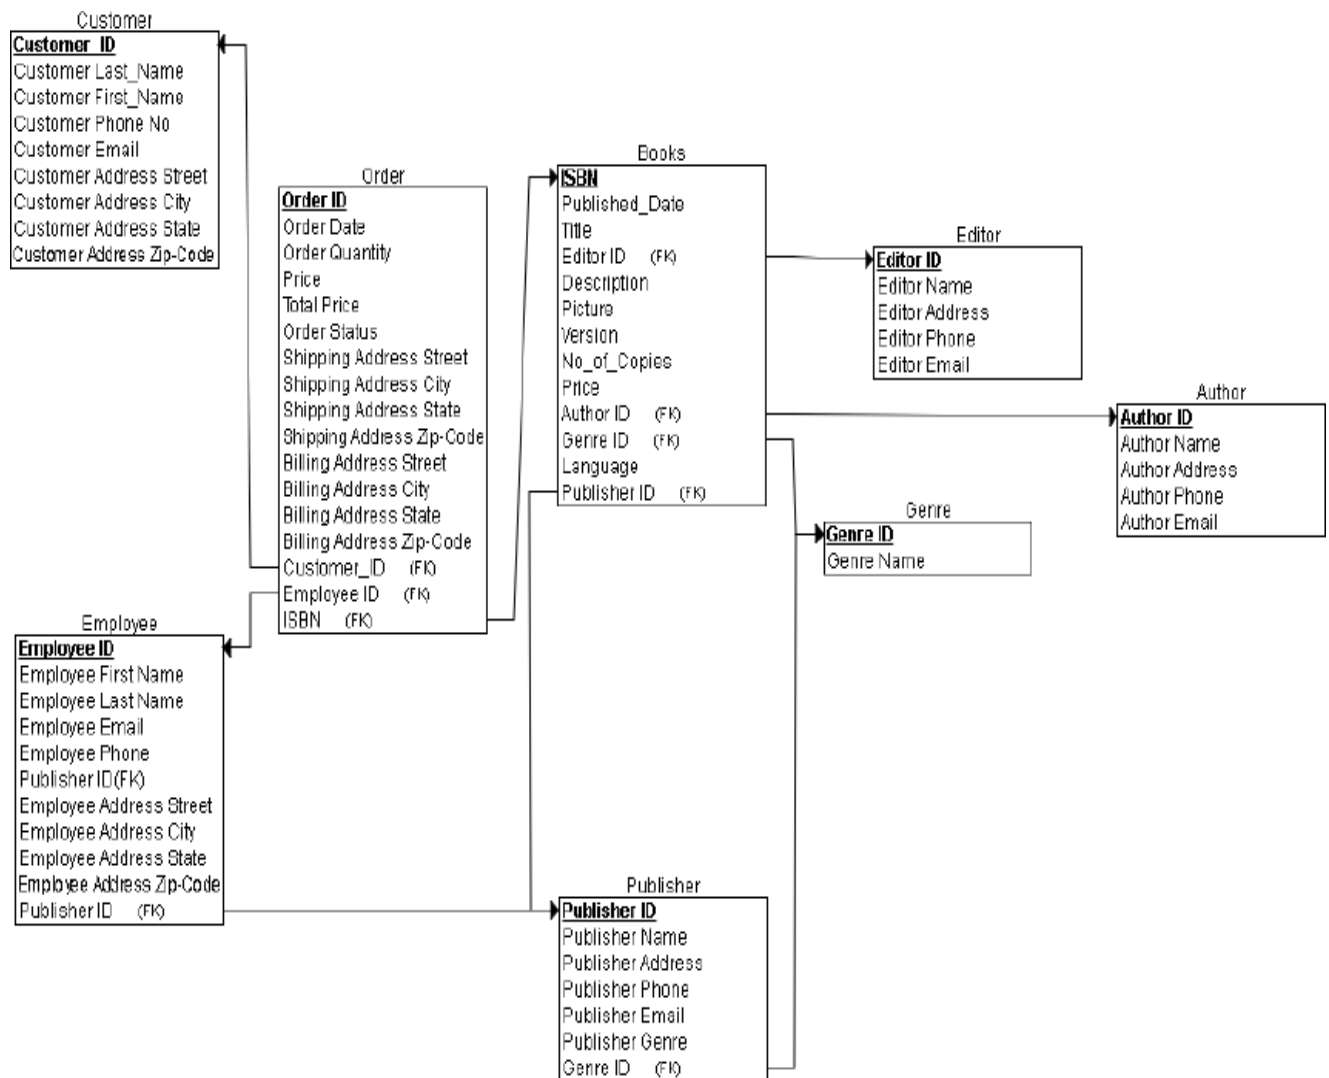 Customer
Customer_ID
Customer Last_Name
Customer First_Name
Customer Phone No
Customer Email
Customer Address Street
Customer Address City
Customer Address State
Customer Address Zip-Code
Order
Order ID
Order Date
Order Quantity
Price
Total Price
Order Status
Shipping Address Street
Shipping Address City
Shipping Address State
Shipping Address Zip-Code
Billing Address Street
Billing Address City
Billing Address State
Billing Address Zip-Code
Customer_ID (FK)
Employee ID (FK)
ISBN (FK)
Books
ISBN
Published_Date
Title
Editor ID (FK)
Description
Picture
Version
No_of_Copies
Price
Author ID (FK)
Genre ID (FK)
Language
Publisher ID (FK)
Editor
Editor ID
Editor Name
Editor Address
Editor Phone
Editor Email
Author
Author ID
Author Name
Author Address
Author Phone
Author Email
Genre
Genre ID
Genre Name
Employee
Employee ID
Employee First Name
Employee Last Name
Employee Email
Employee Phone
Publisher ID(FK)
Employee Address Street
Employee Address City
Employee Address State
Employee Address Zip-Code
Publisher ID (FK)
Publisher
Publisher ID
Publisher Name
Publisher Address
Publisher Phone
Publisher Email
Publisher Genre
Genre ID (FK)